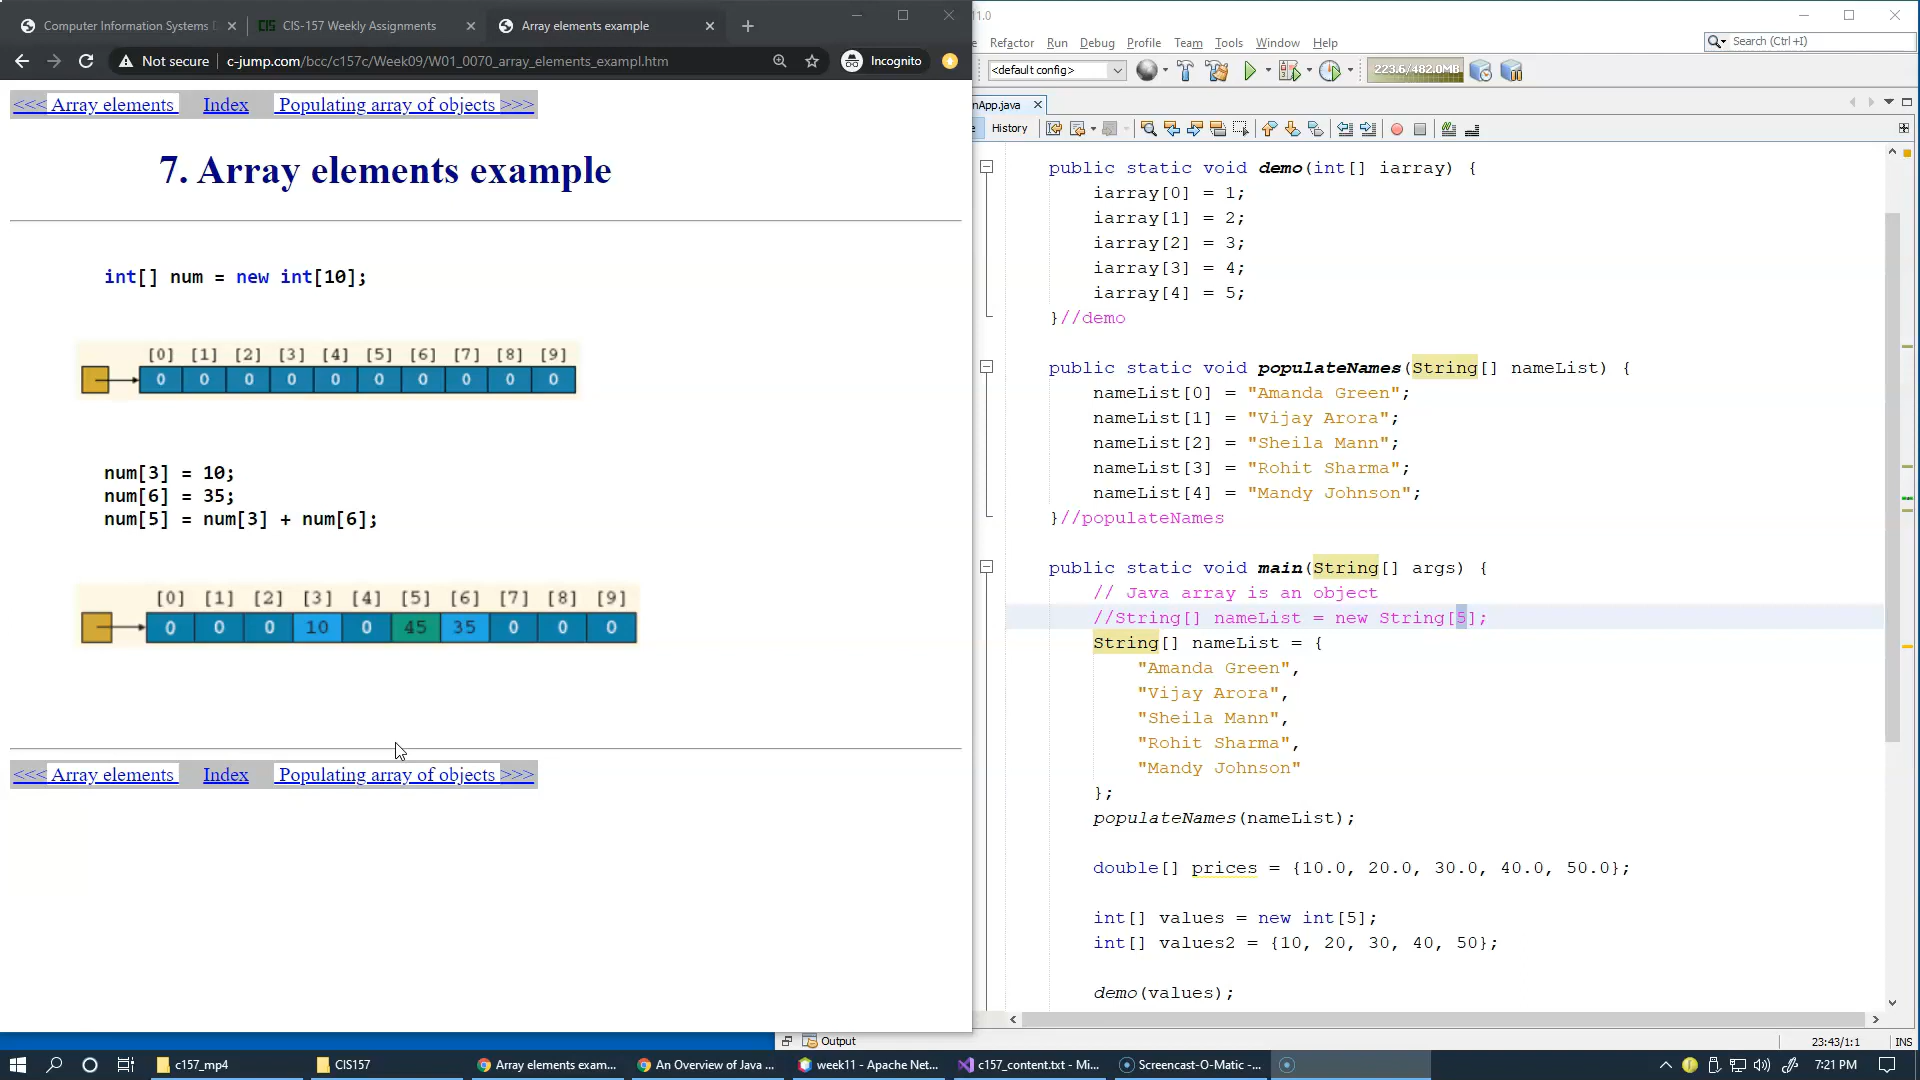 Computer Information Systems
CIS CIS-157 Weekly Assignments
Array elements example
Not secure
c-jump.com/bcc/c157c/Week09/W01_0070_array_elements_exampl.htm
Incognito
<<< Array elements Index Populating array of objects >>>
7. Array elements example
int[] num = new int[10];
[0] [1] [2] [3] [4] [5] [6] [7] [8] [9]
0 0 0 0 0 0 0 0 0 0
num[3] = 10;
num[6] = 35;
num[5] = num[3] + num[6];
[0] [1] [2] [3] [4] [5] [6] [7] [8] [9]
0 0 0 10 0 45 35 0 0 0
<<< Array elements Index Populating array of objects >>>
11.0
Refactor Run Debug Profile Team Tools Window Help
Search (Ctrl+I)
<default config>
223.6/482.0MB
nApp.java
History
public static void demo(int[] iarray) {
iarray[0] = 1;
iarray[1] = 2;
iarray[2] = 3;
iarray[3] = 4;
iarray[4] = 5;
}//demo
public static void populateNames(String[] nameList) {
nameList[0] = "Amanda Green";
nameList[1] = "Vijay Arora";
nameList[2] = "Sheila Mann";
nameList[3] = "Rohit Sharma";
nameList[4] = "Mandy Johnson";
}//populateNames
public static void main(String[] args) {
// Java array is an object
//String[] nameList = new String[5];
String[] nameList = {
"Amanda Green",
"Vijay Arora",
"Sheila Mann",
"Rohit Sharma",
"Mandy Johnson"
};
populateNames(nameList);
double[] prices = {10.0, 20.0, 30.0, 40.0, 50.0};
int[] values = new int[5];
int[] values2 = {10, 20, 30, 40, 50};
demo(values);
Output
23:43/1:1
INS
c157_mp4
CIS157
Array elements exam...
An Overview of Java ...
week11 - Apache Net...
c157_content.txt - Mi...
Screencast-O-Matic -...
7:21 PM